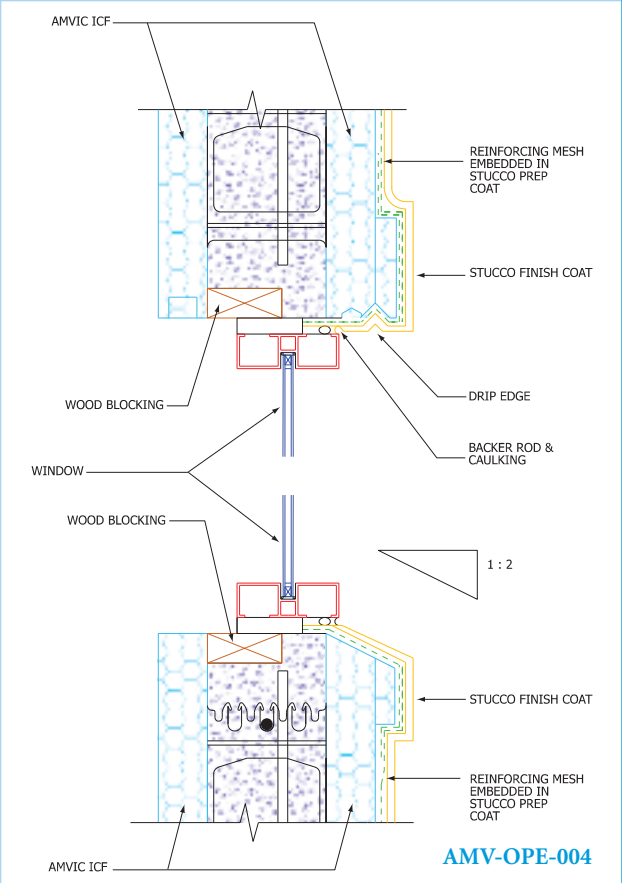 AMVIC ICF
REINFORCING MESH
EMBEDDED IN
STUCCO PREP
COAT
STUCCO FINISH COAT
DRIP EDGE
WOOD BLOCKING
BACKER ROD &
CAULKING
WINDOW
WOOD BLOCKING
1 : 2
STUCCO FINISH COAT
REINFORCING MESH
EMBEDDED IN
STUCCO PREP
COAT
AMVIC ICF
AMV-OPE-004